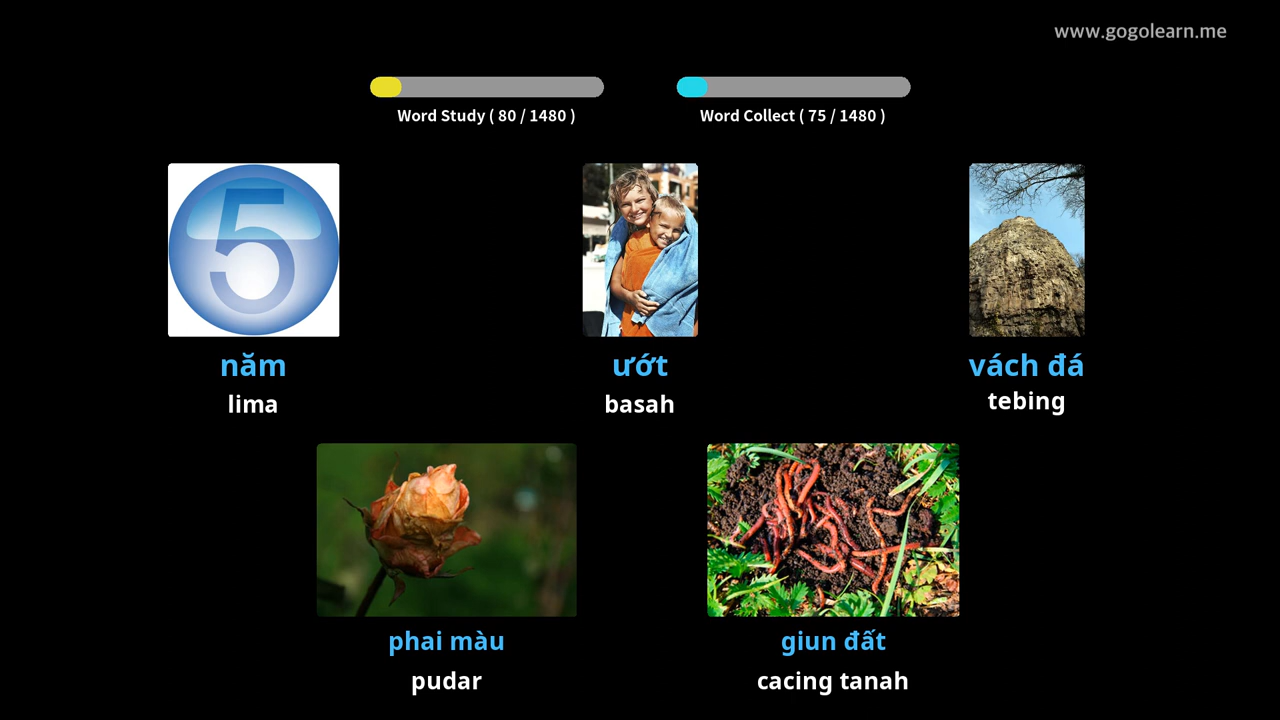 www.gogolearn.me
Word Study ( 80 / 1480 )
Word Collect ( 75 / 1480 )
5
năm
lima
ướt
basah
vách đá
tebing
phai màu
pudar
giun đất
cacing tanah